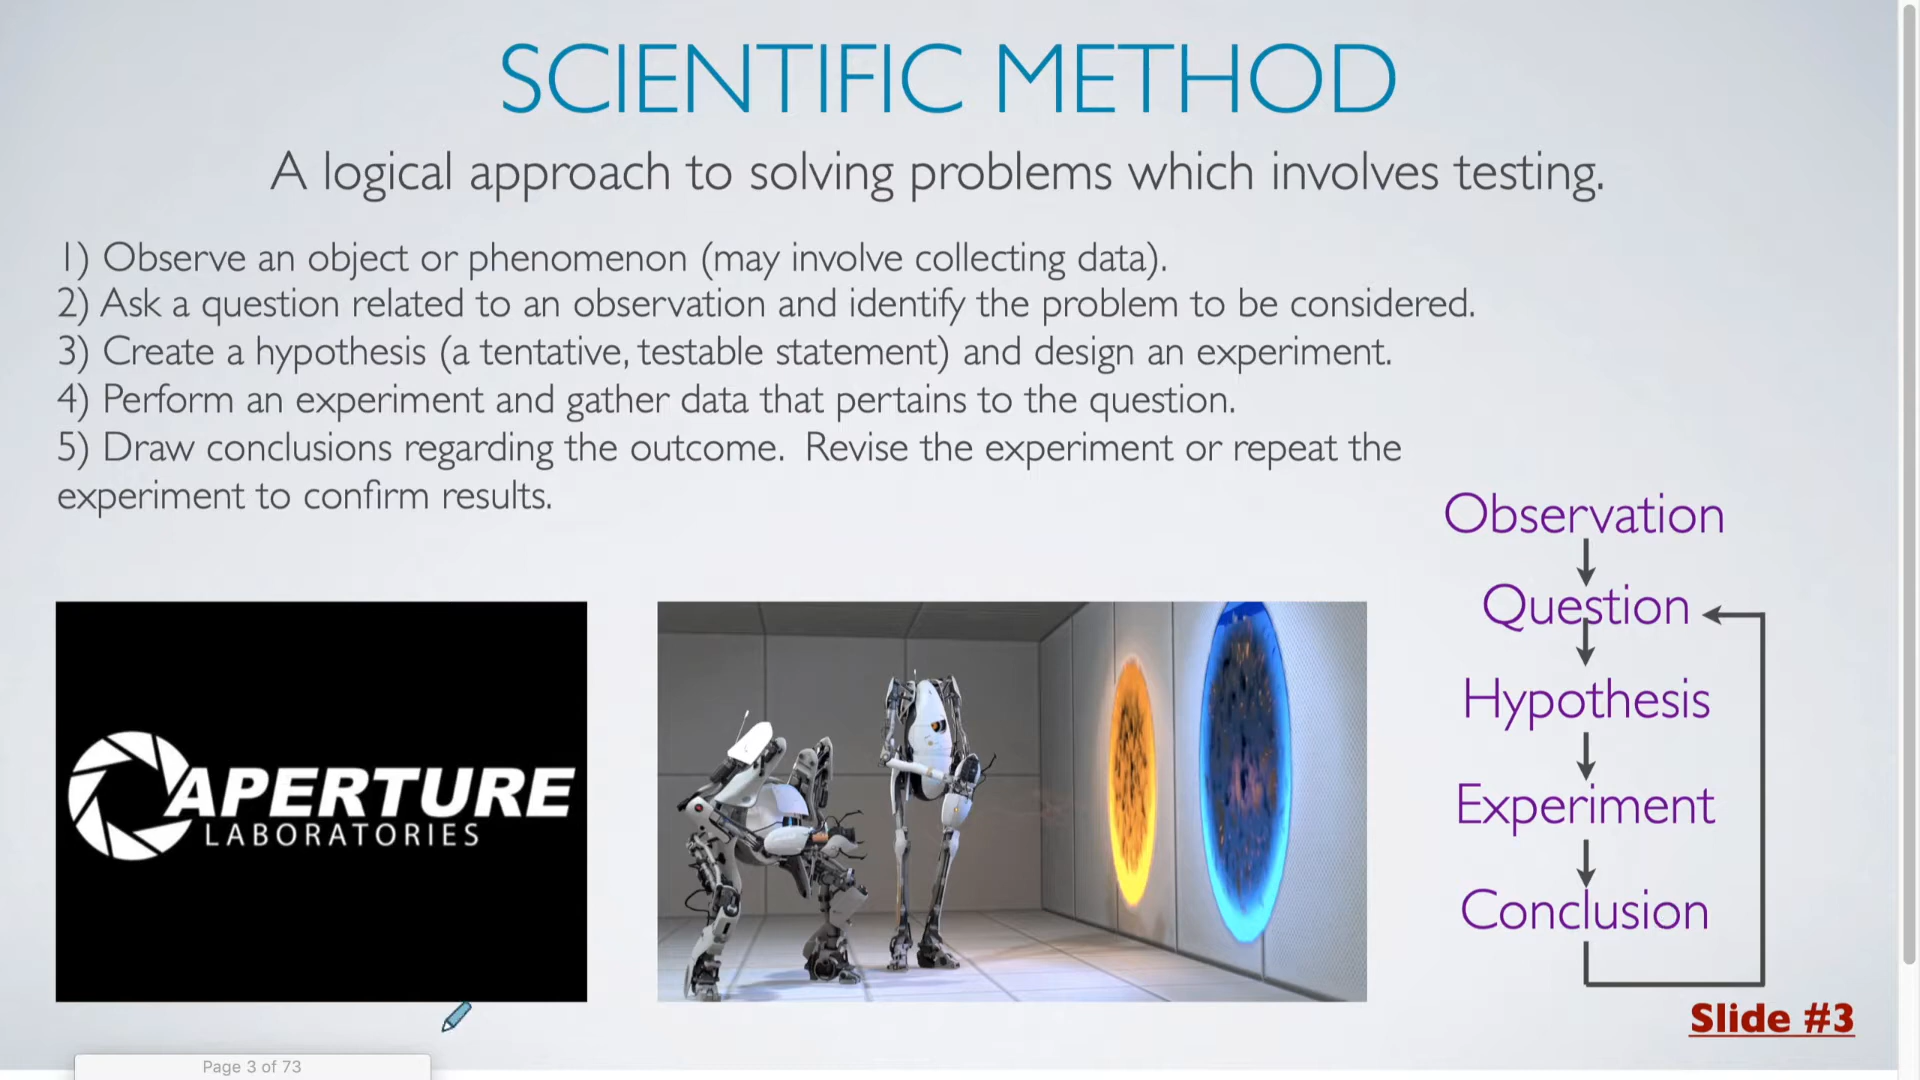 SCIENTIFIC METHOD
A logical approach to solving problems which involves testing.
1) Observe an object or phenomenon (may involve collecting data).
2) Ask a question related to an observation and identify the problem to be considered.
3) Create a hypothesis (a tentative, testable statement) and design an experiment.
4) Perform an experiment and gather data that pertains to the question.
5) Draw conclusions regarding the outcome.  Revise the experiment or repeat the
experiment to confirm results.
APERTURE
LABORATORIES
Observation
Question
Hypothesis
Experiment
Conclusion
Slide #3
Page 3 of 73